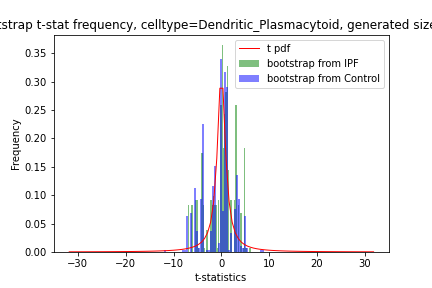 strap t-stat frequency, celltype=Dendritic_Plasmacytoid, generated size
t pdf
bootstrap from IPF
bootstrap from Control
Frequency
0.35
0.30
0.25
0.20
0.15
0.10
0.05
0.00
−30 −20 −10 0 10 20 30
t-statistics